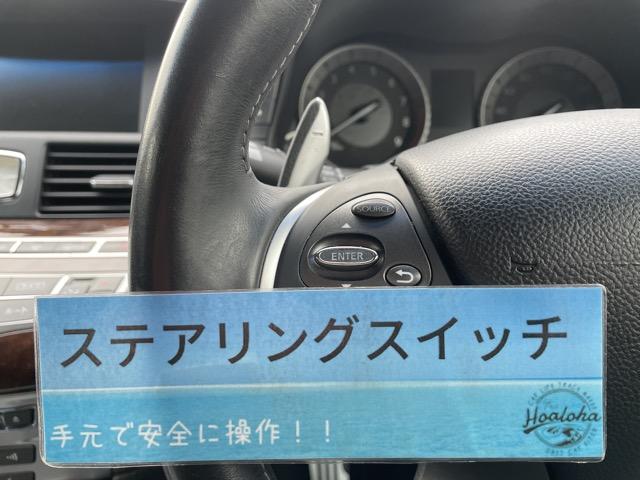 SOURCE
ENTER
ステアリングスイッチ
手元で安全に操作！！
Hoaloha